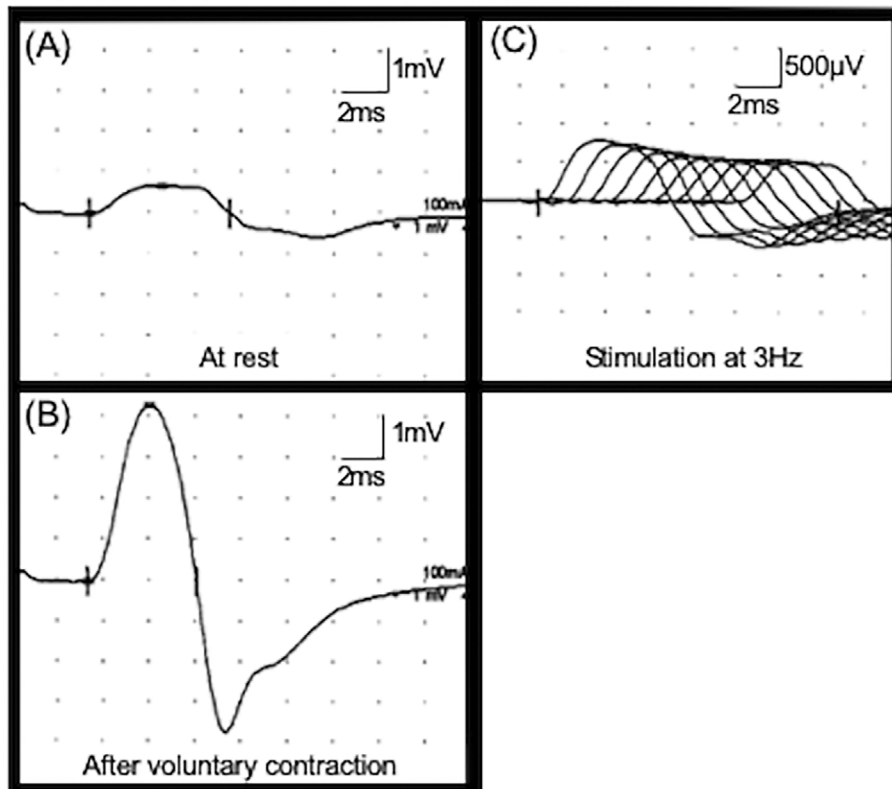 (A)
1mV
2ms
100mA
1 mV
At rest
(C)
500µV
2ms
Stimulation at 3Hz
(B)
1mV
2ms
100mA
1 mV
After voluntary contraction